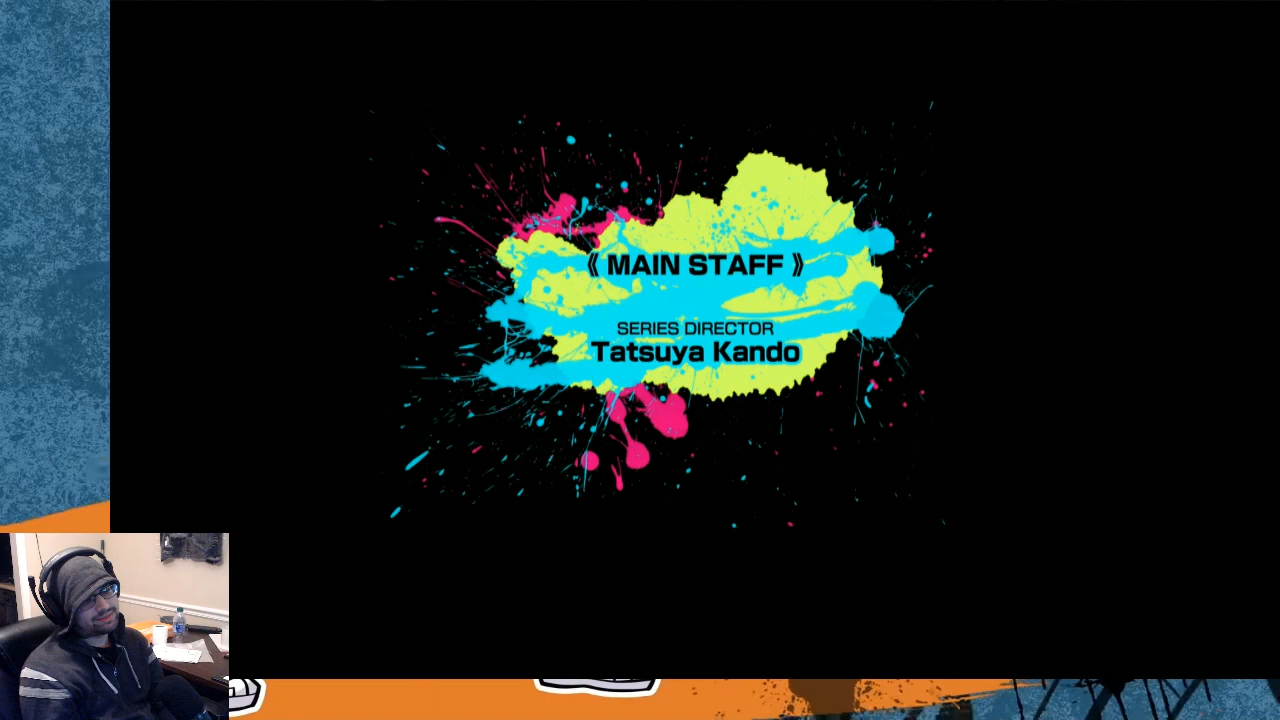 《 MAIN STAFF 》
SERIES DIRECTOR
Tatsuya Kando